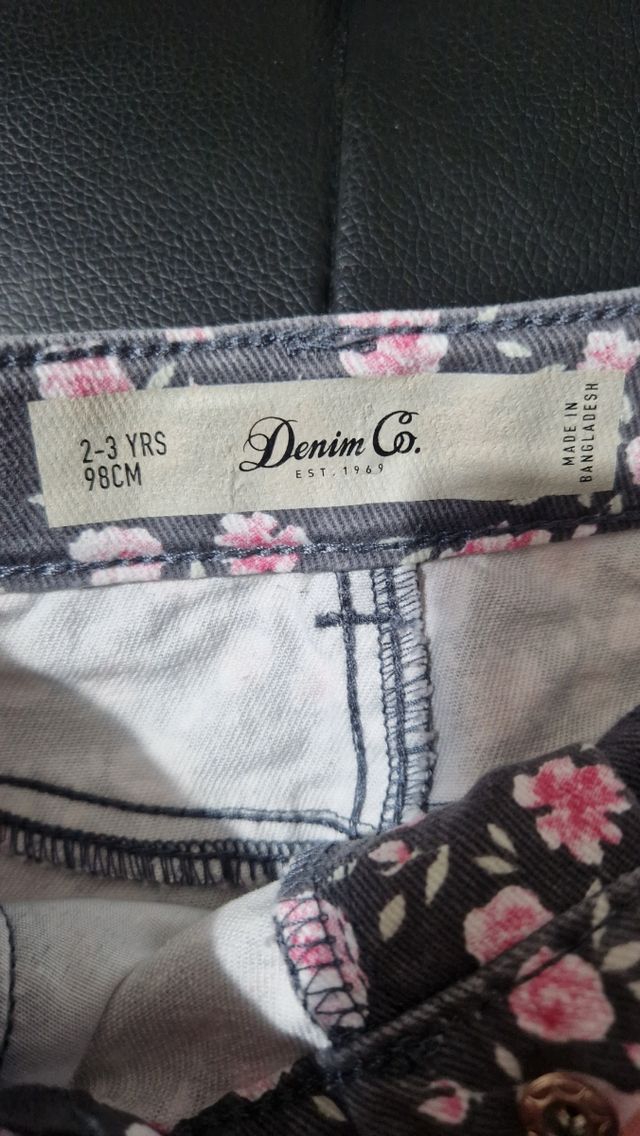 2-3 YRS
98CM
Denim Co.
EST. 1969
MADE IN
BANGLADESH